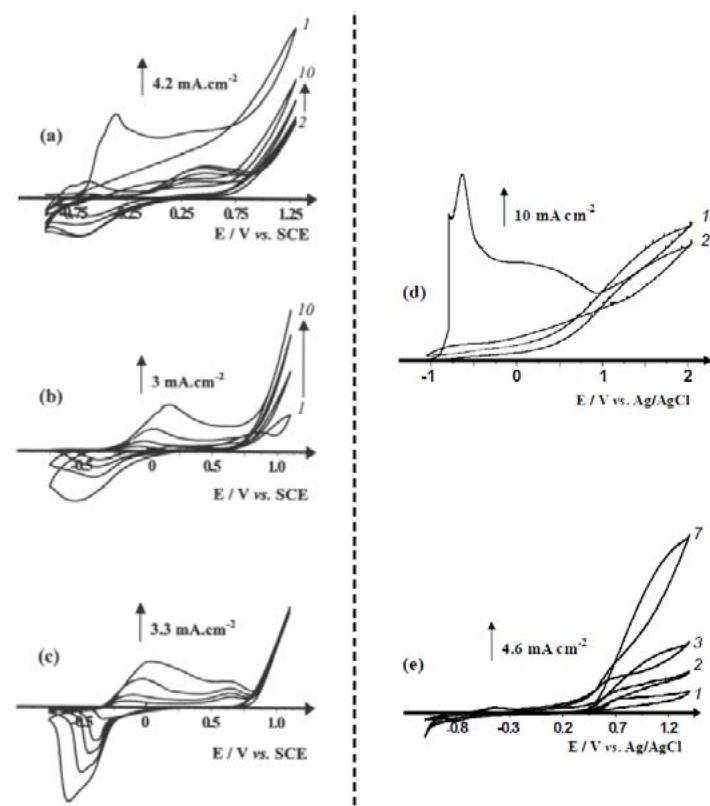 (a)
4.2 mA.cm-2
1
10
2
-0.75 -0.25 0.25 0.75 1.25
E / V vs. SCE
(b)
3 mA.cm-2
10
1
-0.5 0 0.5 1.0
E / V vs. SCE
(c)
3.3 mA.cm-2
-0.5 0 0.5 1.0
E / V vs. SCE
(d)
10 mA cm-2
1
2
-1 0 1 2
E / V vs. Ag/AgCl
(e)
4.6 mA.cm-2
7
3
2
1
-0.8 -0.3 0.2 0.7 1.2
E / V vs. Ag/AgCl